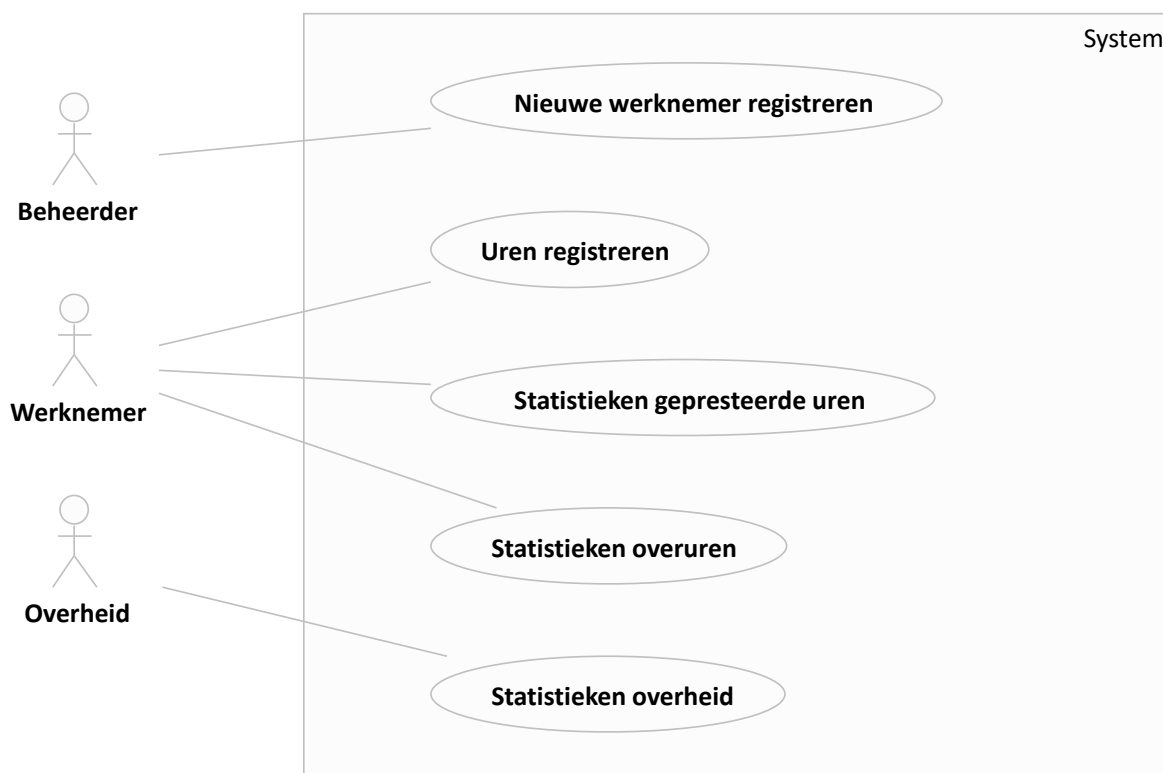 System
Nieuwe werknemer registreren
Beheerder
Uren registreren
Werknemer
Statistieken gepresteerde uren
Statistieken overuren
Overheid
Statistieken overheid